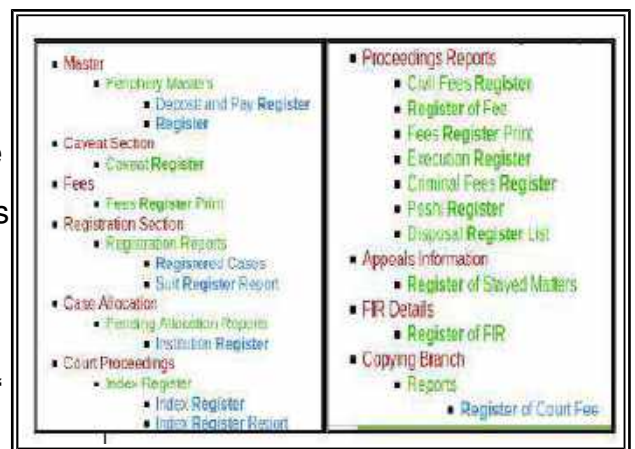 Master
Periphery Masters
Deposit and Pay Register
Register
Caveat Section
Caveat Register
Fees
Fees Register Print
Registration Section
Registration Reports
Registered Cases
Suit Register Report
Case Allocation
Pending Allocation Reports
Institution Register
Court Proceedings
Index Register
Index Register
Index Register Report
Proceedings Reports
Civil Fees Register
Register of Fee
Fees Register Print
Execution Register
Criminal Fees Register
Peshi Register
Disposal Register List
Appeals Information
Register of Stayed Matters
FIR Details
Register of FIR
Copying Branch
Reports
Register of Court Fee